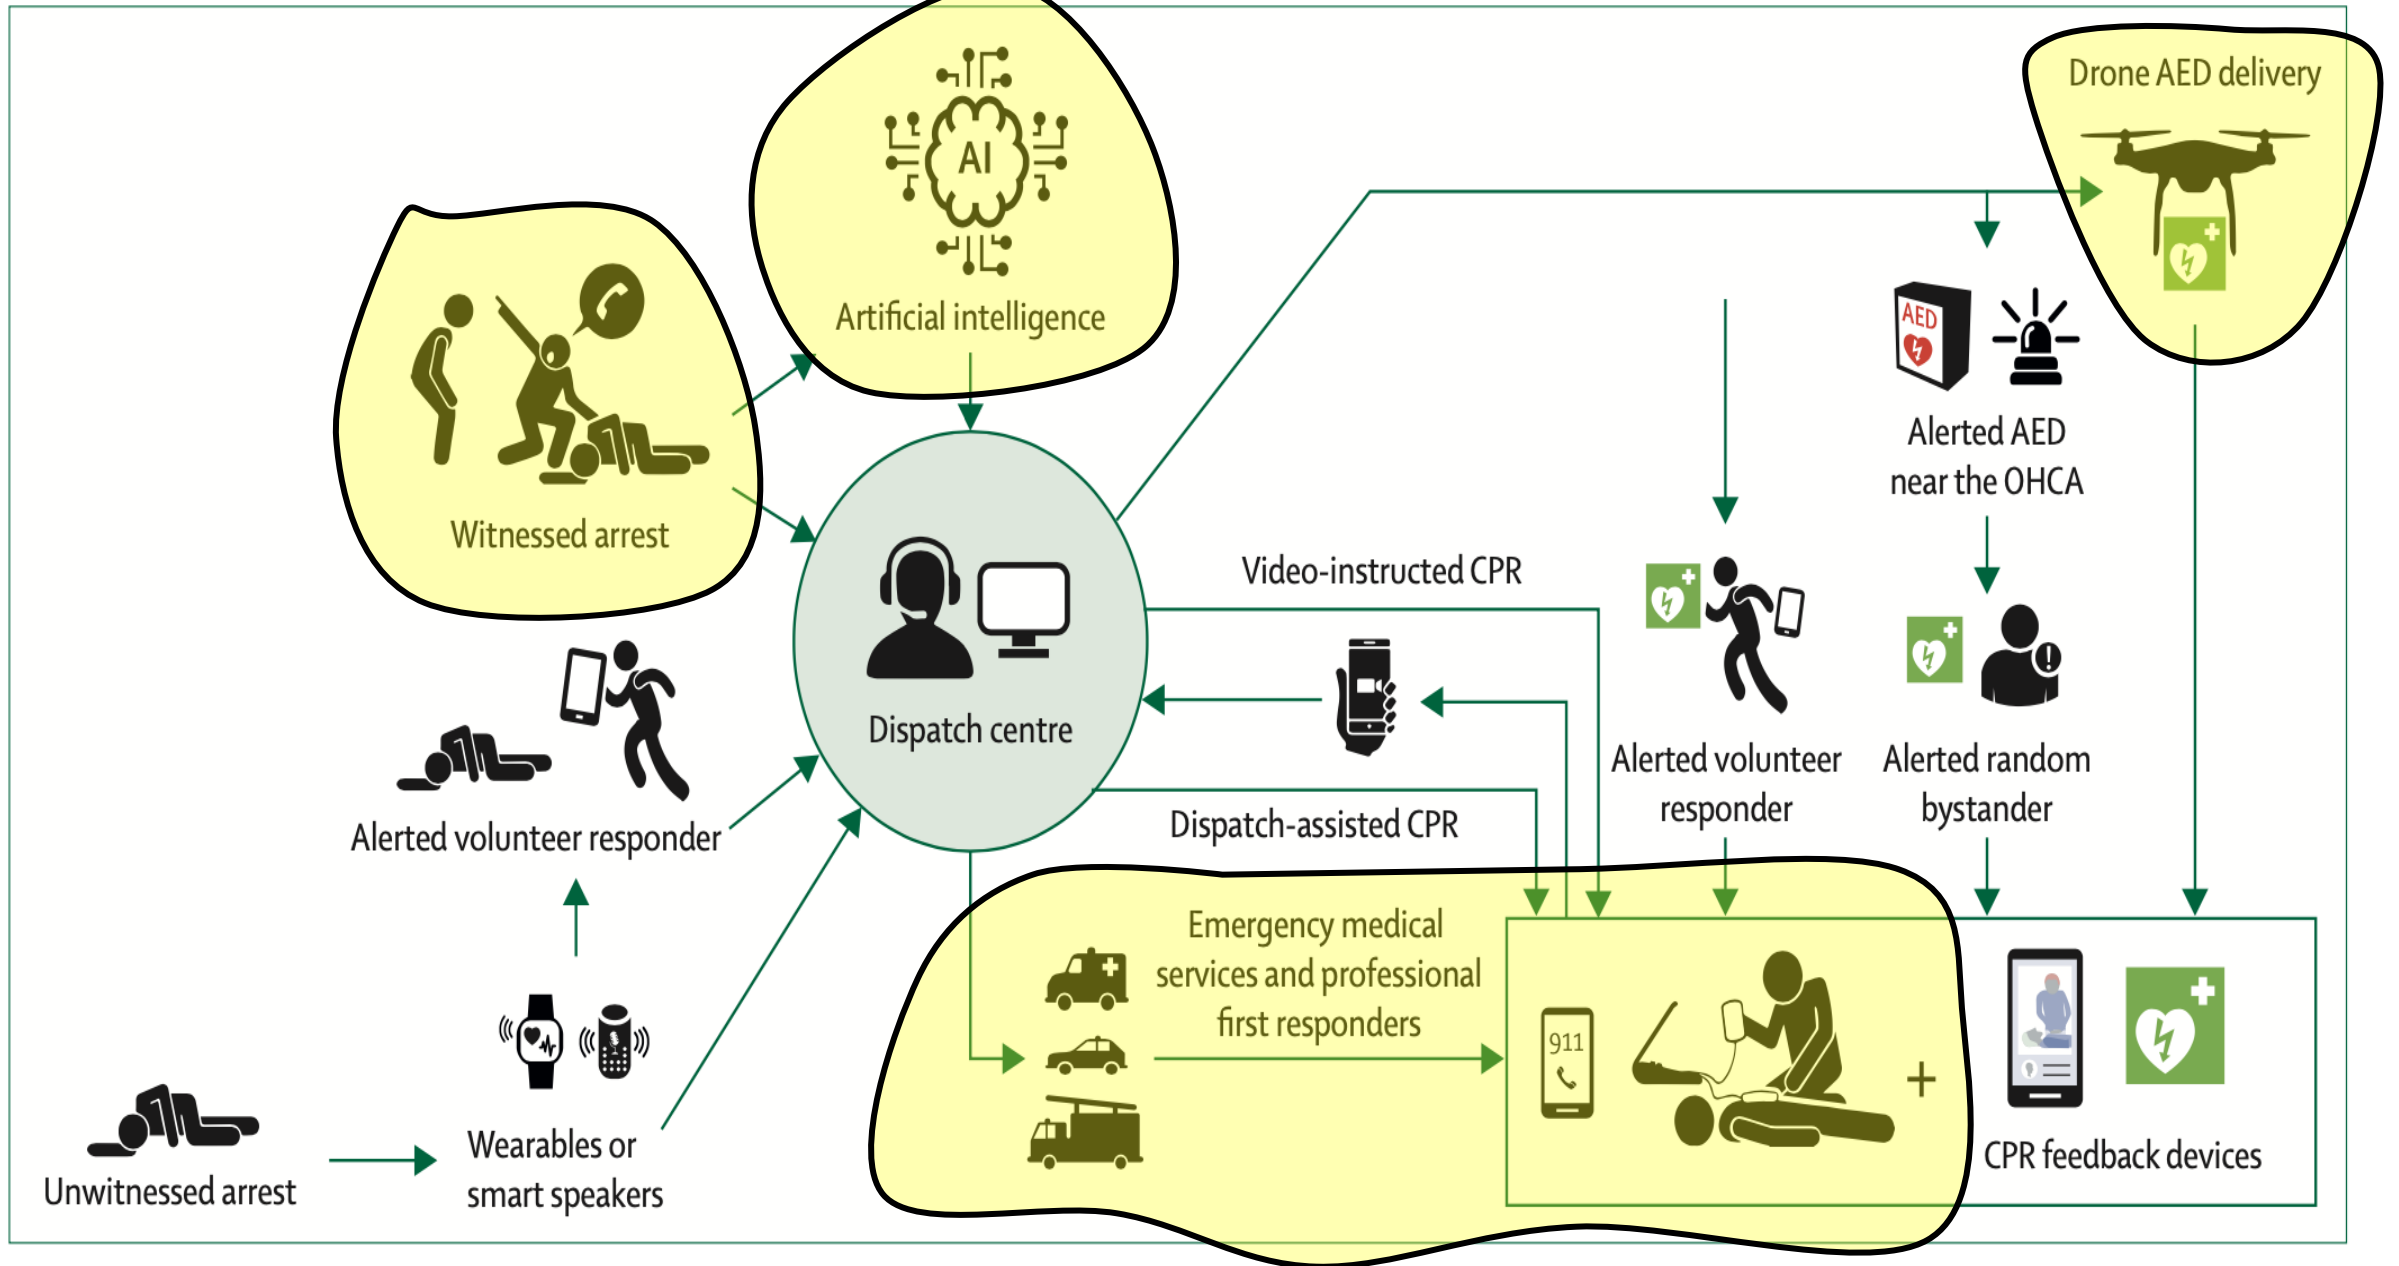 Drone AED delivery
AI
Artificial intelligence
AED
Witnessed arrest
Alerted AED
near the OHCA
Video-instructed CPR
Dispatch centre
Alerted volunteer
responder
Alerted random
bystander
!
Alerted volunteer responder
Dispatch-assisted CPR
Emergency medical
services and professional
first responders
911
+
CPR feedback devices
Wearables or
smart speakers
Unwitnessed arrest